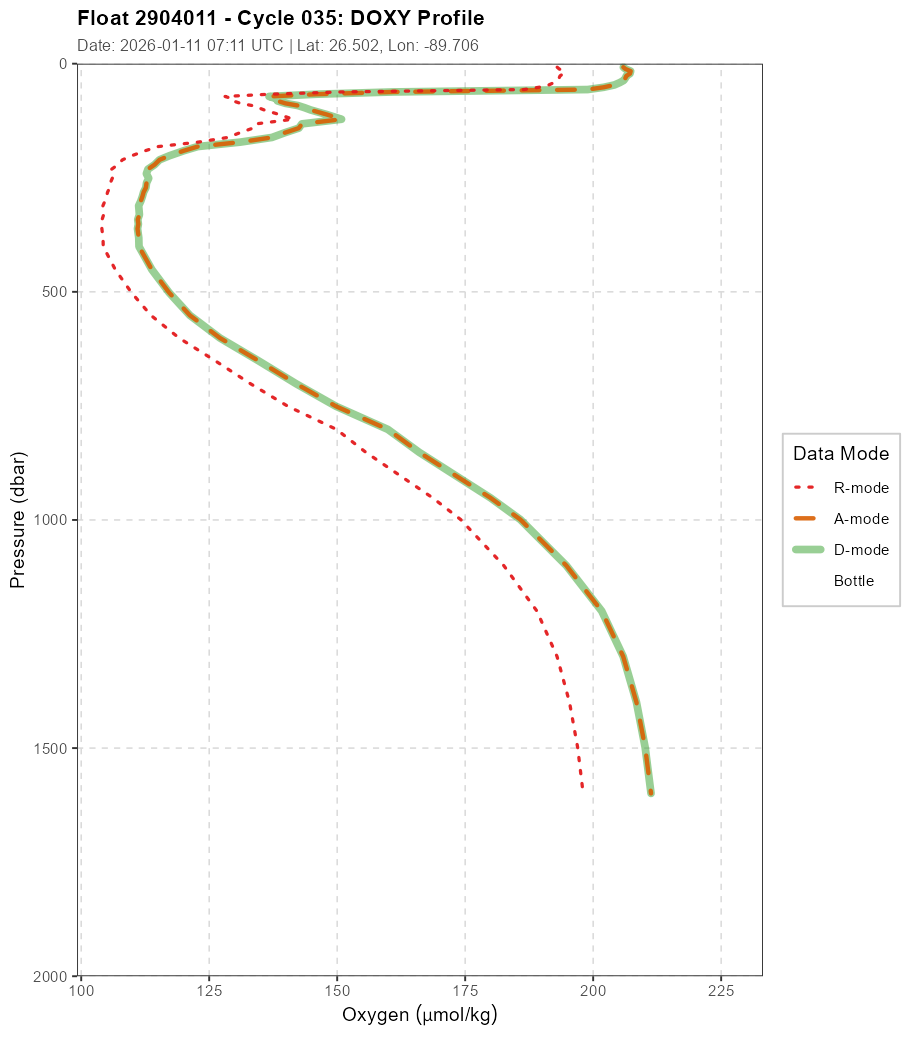 Float 2904011 - Cycle 035: DOXY Profile
Date: 2026-01-11 07:11 UTC | Lat: 26.502, Lon: -89.706
0
500
1000
1500
2000
Pressure (dbar)
100
125
150
175
200
225
Oxygen (μmol/kg)
Data Mode
R-mode
A-mode
D-mode
Bottle